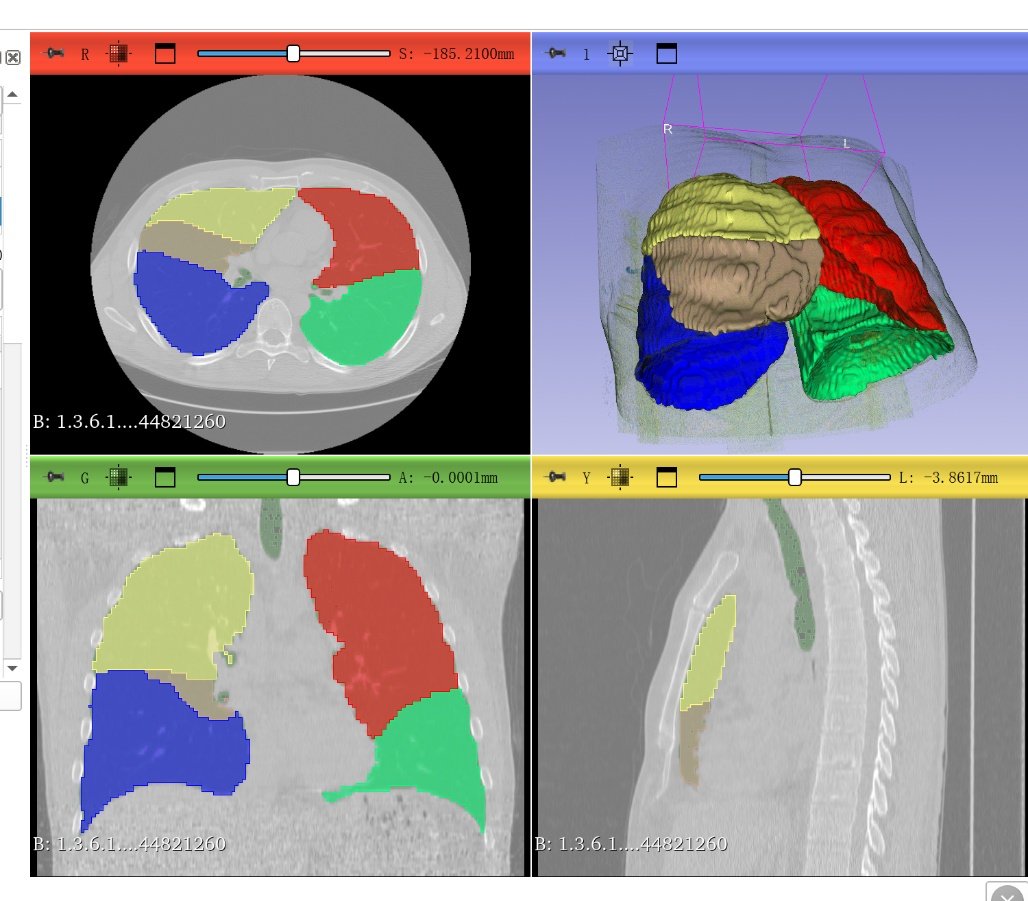 R S: -185.2100mm
1
R
L
B: 1.3.6.1....44821260
G A: -0.0001mm
Y L: -3.8617mm
B: 1.3.6.1....44821260
B: 1.3.6.1....44821260